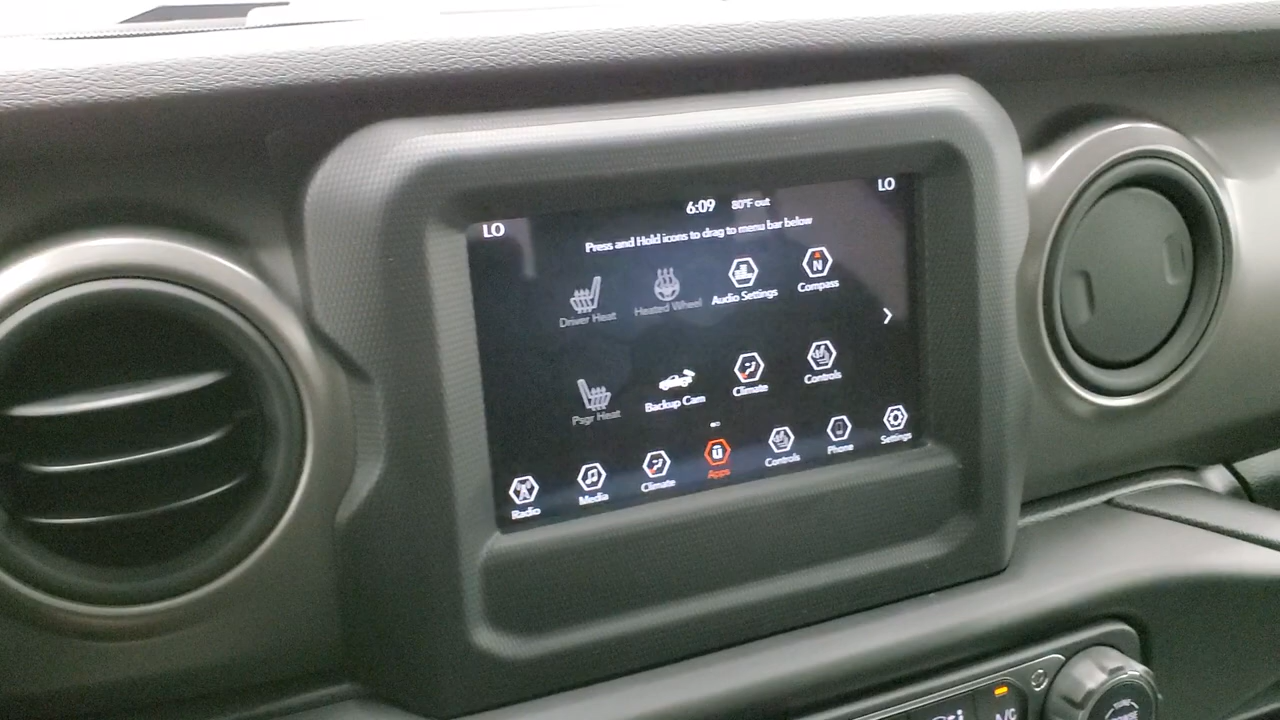 LO
6:09 80°F out
LO
Press and Hold icons to drag to menu bar below
Driver Heat
Heated Wheel
Audio Settings
N
Compass
Psgr Heat
Backup Cam
Climate
Controls
Radio
Media
Climate
Apps
Controls
Phone
Settings
A/C